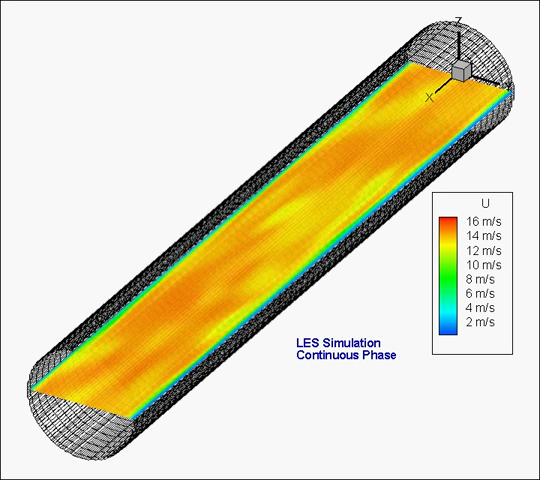 Z
X
U
16 m/s
14 m/s
12 m/s
10 m/s
8 m/s
6 m/s
4 m/s
2 m/s
LES Simulation
Continuous Phase